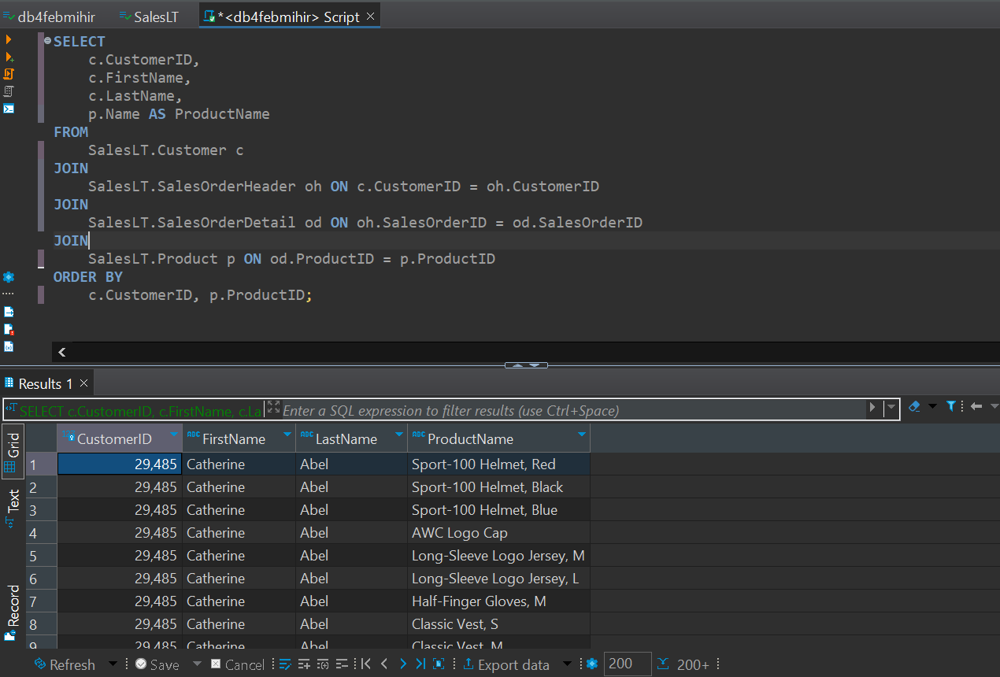 db4febmihir SalesLT *<db4febmihir> Script
SELECT
c.CustomerID,
c.FirstName,
c.LastName,
p.Name AS ProductName
FROM
SalesLT.Customer c
JOIN
SalesLT.SalesOrderHeader oh ON c.CustomerID = oh.CustomerID
JOIN
SalesLT.SalesOrderDetail od ON oh.SalesOrderID = od.SalesOrderID
JOIN
SalesLT.Product p ON od.ProductID = p.ProductID
ORDER BY
c.CustomerID, p.ProductID;
Results 1
SELECT c.CustomerID, c.FirstName, c.La Enter a SQL expression to filter results (use Ctrl+Space)
Grid
Text
Record
CustomerID ABC FirstName ABC LastName ABC ProductName
1 29,485 Catherine Abel Sport-100 Helmet, Red
2 29,485 Catherine Abel Sport-100 Helmet, Black
3 29,485 Catherine Abel Sport-100 Helmet, Blue
4 29,485 Catherine Abel AWC Logo Cap
5 29,485 Catherine Abel Long-Sleeve Logo Jersey, M
6 29,485 Catherine Abel Long-Sleeve Logo Jersey, L
7 29,485 Catherine Abel Half-Finger Gloves, M
8 29,485 Catherine Abel Classic Vest, S
9 29,485 Catherine Abel Classic Vest, M
Refresh Save Cancel Export data 200 200+